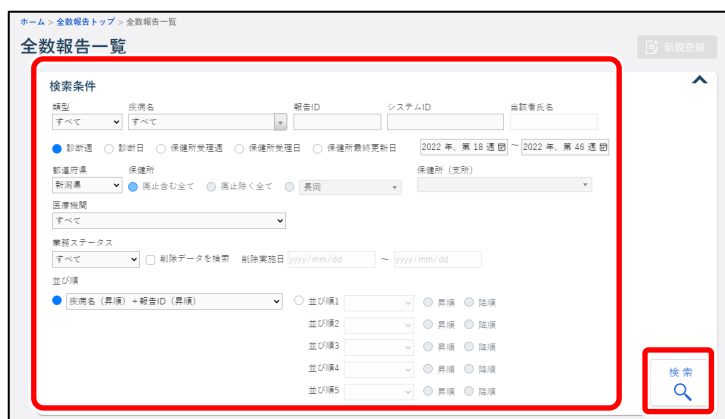 ホーム > 全数報告トップ > 全数報告一覧
全数報告一覧
新規登録
検索条件
類型 疾病名 報告ID システムID 当該者氏名
すべて すべて
診断週 診断日 保健所受理週 保健所受理日 保健所最終更新日 2022 年、第 18 週 ~ 2022 年、第 46 週
都道府県 保健所 保健所（支所）
新潟県 廃止含む全て 廃止除く全て 長岡
医療機関
すべて
業務ステータス
すべて 削除データを検索 削除実施日 yyyy/mm/dd ~ yyyy/mm/dd
並び順
疾病名（昇順）+報告ID（昇順） 並び順1 昇順 降順
並び順2 昇順 降順
並び順3 昇順 降順
並び順4 昇順 降順
並び順5 昇順 降順
検索